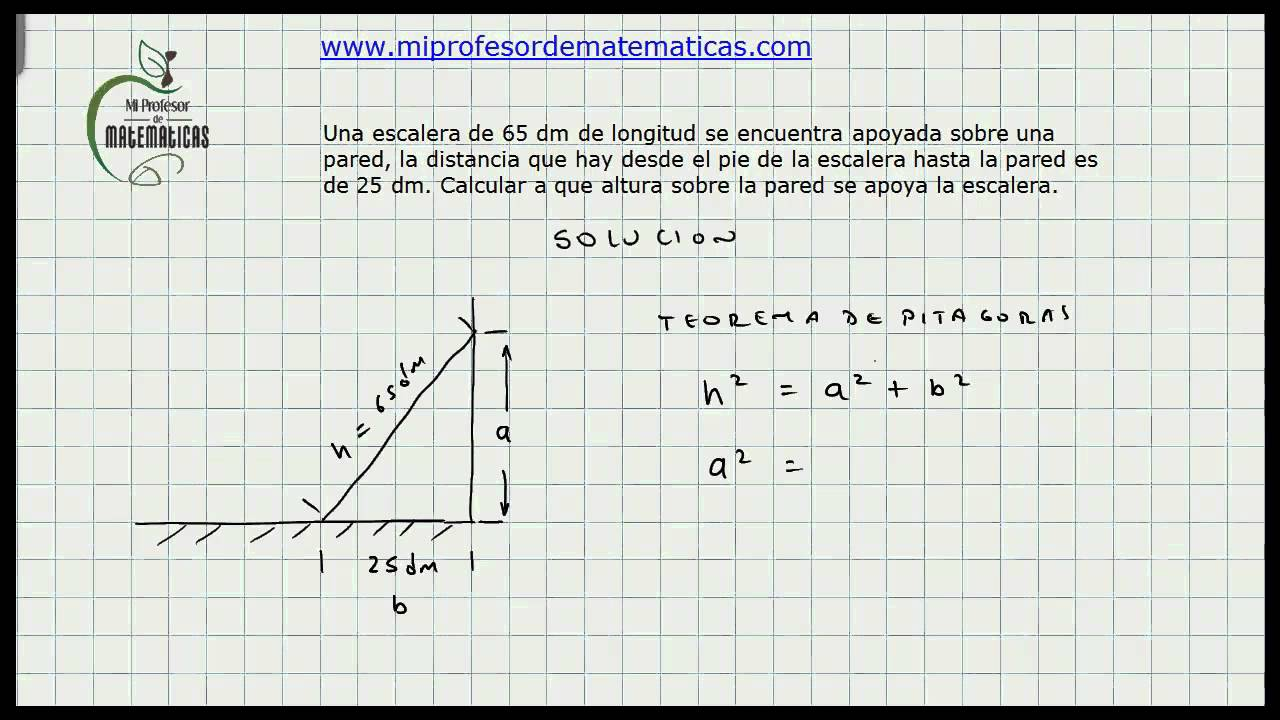 www.miprofesordematematicas.com
Mi Profesor
de
MATEMATICAS
Una escalera de 65 dm de longitud se encuentra apoyada sobre una
pared, la distancia que hay desde el pie de la escalera hasta la pared es
de 25 dm. Calcular a que altura sobre la pared se apoya la escalera.
SOLUCION
TEOREMA DE PITAGORAS
h² = a² + b²
a² =
h = 65dm
a
25 dm
b